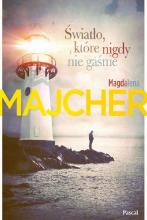 Światło,
które nigdy
nie gaśnie
Magdalena
MAJCHER
Pascal